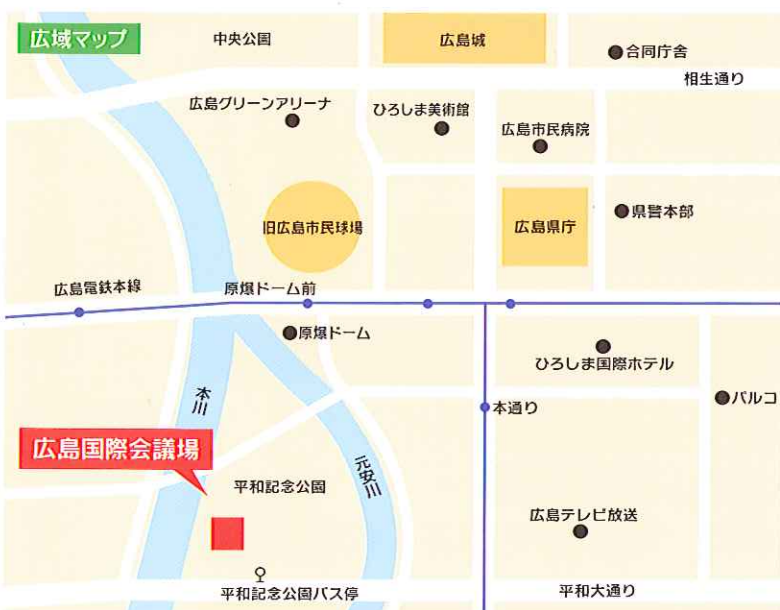 広域マップ
中央公園
広島城
合同庁舎
相生通り
広島グリーンアリーナ
ひろしま美術館
広島市民病院
旧広島市民球場
広島県庁
県警本部
広島電鉄本線
原爆ドーム前
原爆ドーム
ひろしま国際ホテル
本川
パルコ
本通り
広島国際会議場
平和記念公園
元安川
広島テレビ放送
平和記念公園バス停
平和大通り